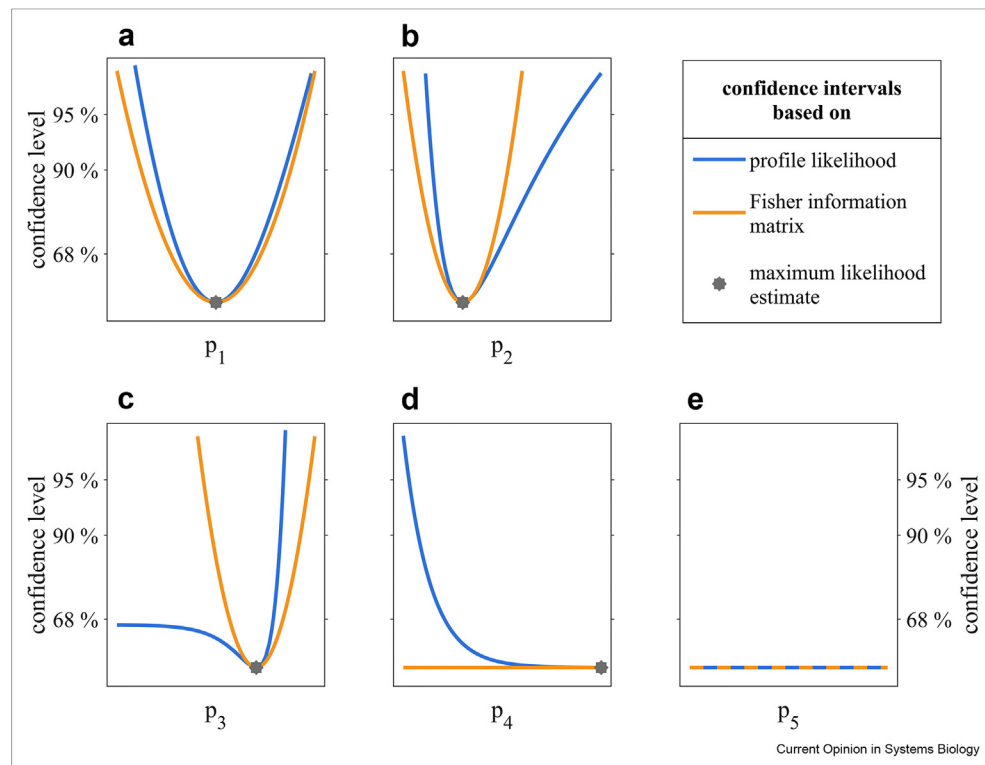 a
b
confidence level
95 %
90 %
68 %
p1
p2
confidence intervals
based on
profile likelihood
Fisher information
matrix
maximum likelihood
estimate
c
d
e
confidence level
95 %
90 %
68 %
95 %
90 %
68 %
confidence level
p3
p4
p5
Current Opinion in Systems Biology